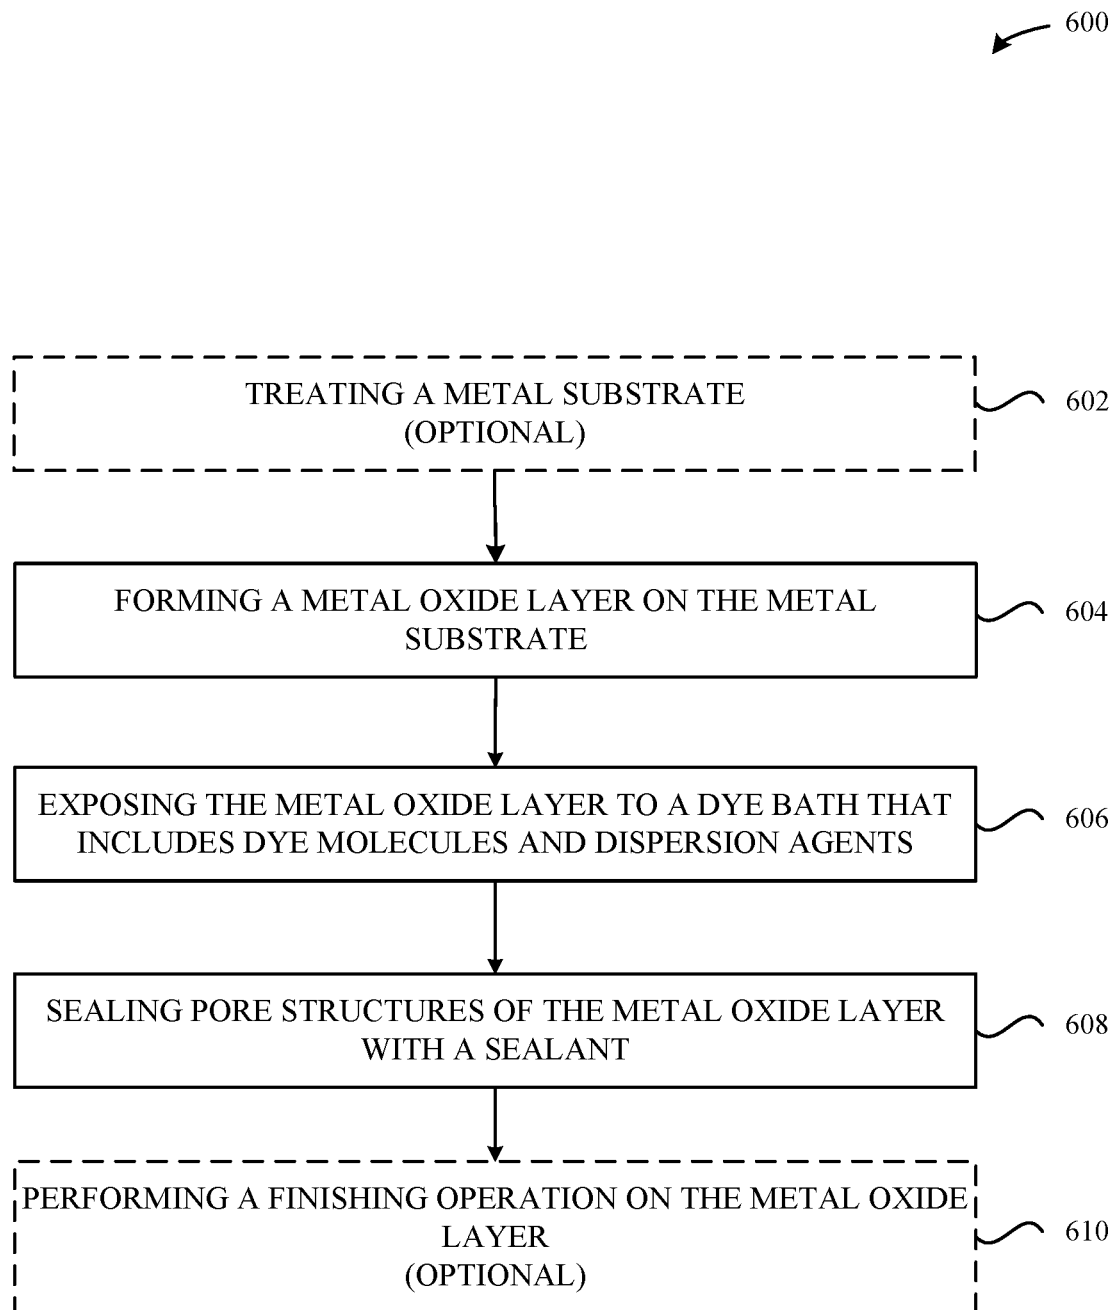 600
TREATING A METAL SUBSTRATE
(OPTIONAL)
602
FORMING A METAL OXIDE LAYER ON THE METAL
SUBSTRATE
604
EXPOSING THE METAL OXIDE LAYER TO A DYE BATH THAT
INCLUDES DYE MOLECULES AND DISPERSION AGENTS
606
SEALING PORE STRUCTURES OF THE METAL OXIDE LAYER
WITH A SEALANT
608
PERFORMING A FINISHING OPERATION ON THE METAL OXIDE
LAYER
(OPTIONAL)
610